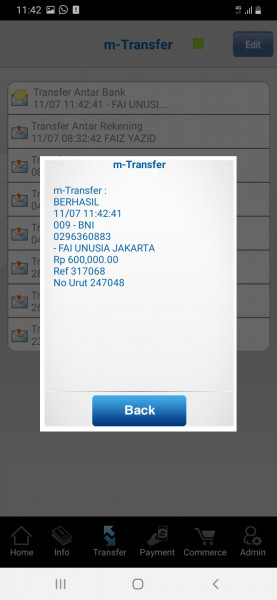 11:42
m-Transfer
Edit
Transfer Antar Bank
11/07 11:42:41 - FAI UNUSI...
Transfer Antar Rekening
11/07 08:32:42 FAIZ YAZID
m-Transfer
m-Transfer :
BERHASIL
11/07 11:42:41
009 - BNI
0296360883
- FAI UNUSIA JAKARTA
Rp 600,000.00
Ref 317068
No Urut 247048
Back
Home
Info
Transfer
Payment
Commerce
Admin